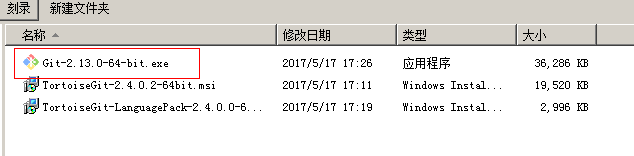 刻录 新建文件夹
名称 修改日期 类型 大小
Git-2.13.0-64-bit.exe 2017/5/17 17:26 应用程序 36,286 KB
TortoiseGit-2.4.0.2-64bit.msi 2017/5/17 17:11 Windows Instal... 19,520 KB
TortoiseGit-LanguagePack-2.4.0.0-6... 2017/5/17 17:19 Windows Instal... 2,996 KB